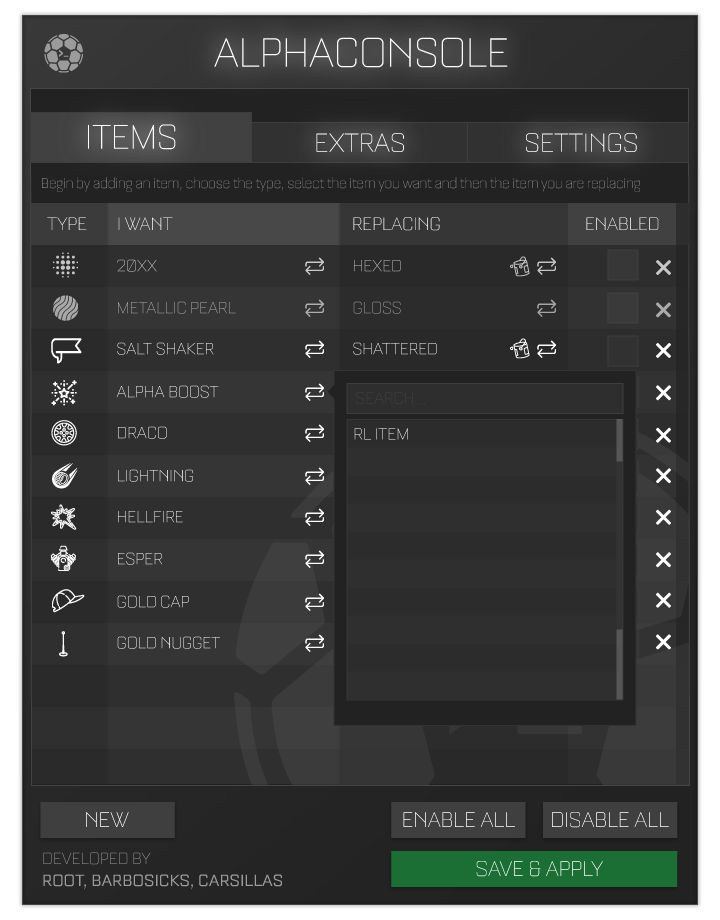 ALPHACONSOLE
ITEMS EXTRAS SETTINGS
Begin by adding an item, choose the type, select the item you want and then the item you are replacing
TYPE I WANT REPLACING ENABLED
20XX HEXED
METALLIC PEARL GLOSS
SALT SHAKER SHATTERED
ALPHA BOOST SEARCH...
DRACO RL ITEM
LIGHTNING
HELLFIRE
ESPER
GOLD CAP
GOLD NUGGET
NEW ENABLE ALL DISABLE ALL
DEVELOPED BY
ROOT, BARBOSICKS, CARSILLAS
SAVE & APPLY